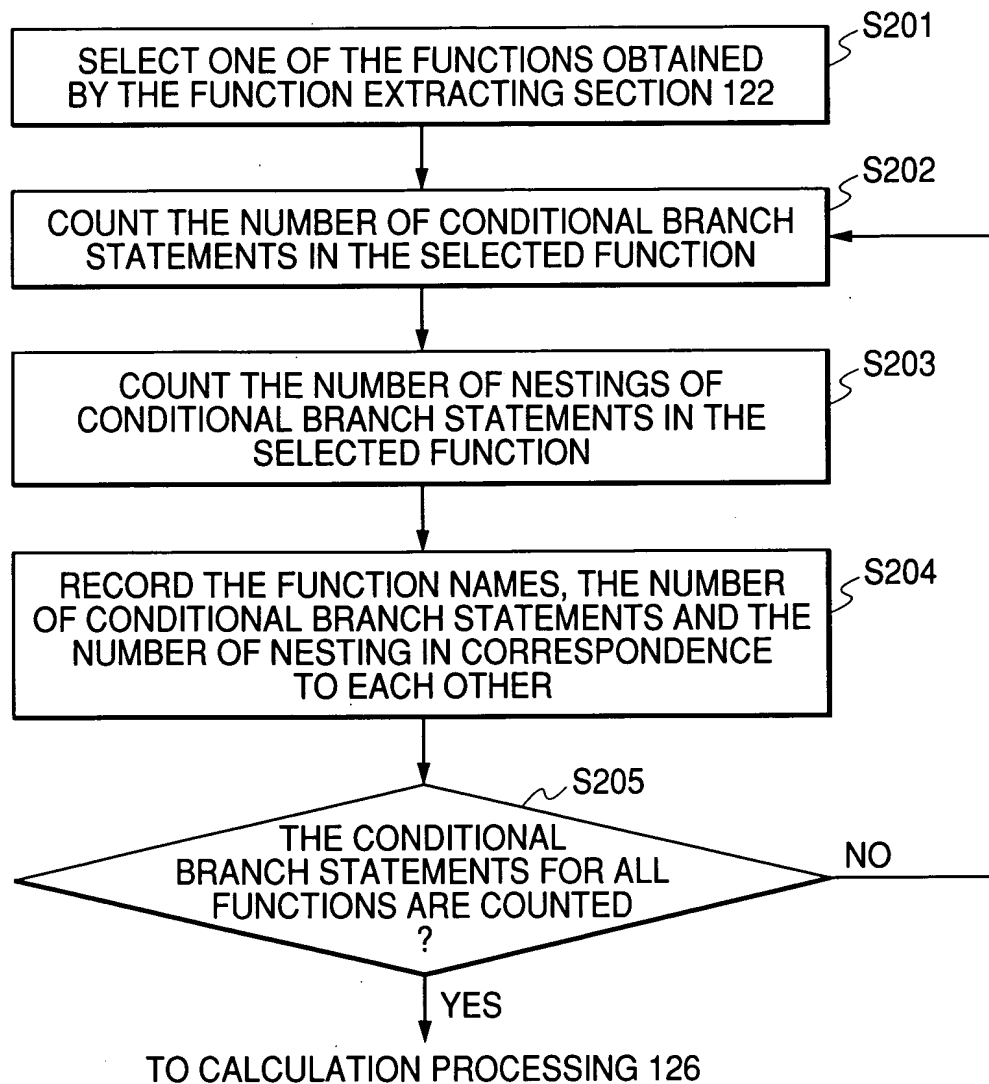 S201
SELECT ONE OF THE FUNCTIONS OBTAINED
BY THE FUNCTION EXTRACTING SECTION 122
S202
COUNT THE NUMBER OF CONDITIONAL BRANCH
STATEMENTS IN THE SELECTED FUNCTION
S203
COUNT THE NUMBER OF NESTINGS OF
CONDITIONAL BRANCH STATEMENTS IN THE
SELECTED FUNCTION
S204
RECORD THE FUNCTION NAMES, THE NUMBER
OF CONDITIONAL BRANCH STATEMENTS AND THE
NUMBER OF NESTING IN CORRESPONDENCE
TO EACH OTHER
S205
THE CONDITIONAL
BRANCH STATEMENTS FOR ALL
FUNCTIONS ARE COUNTED
?
NO
YES
TO CALCULATION PROCESSING 126